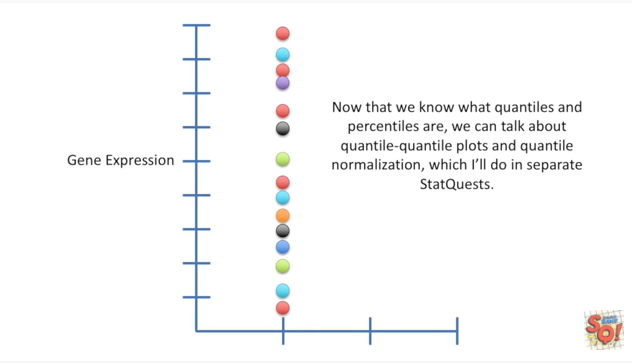 Now that we know what quantiles and
percentiles are, we can talk about
quantile-quantile plots and quantile
normalization, which I'll do in separate
StatQuests.
Gene Expression
SQ!